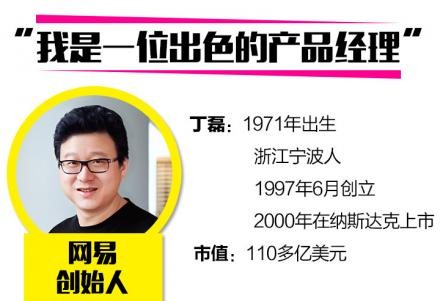 “我是一位出色的产品经理”
丁磊：1971年出生
浙江宁波人
1997年6月创立
2000年在纳斯达克上市
市值：110多亿美元
网易
创始人